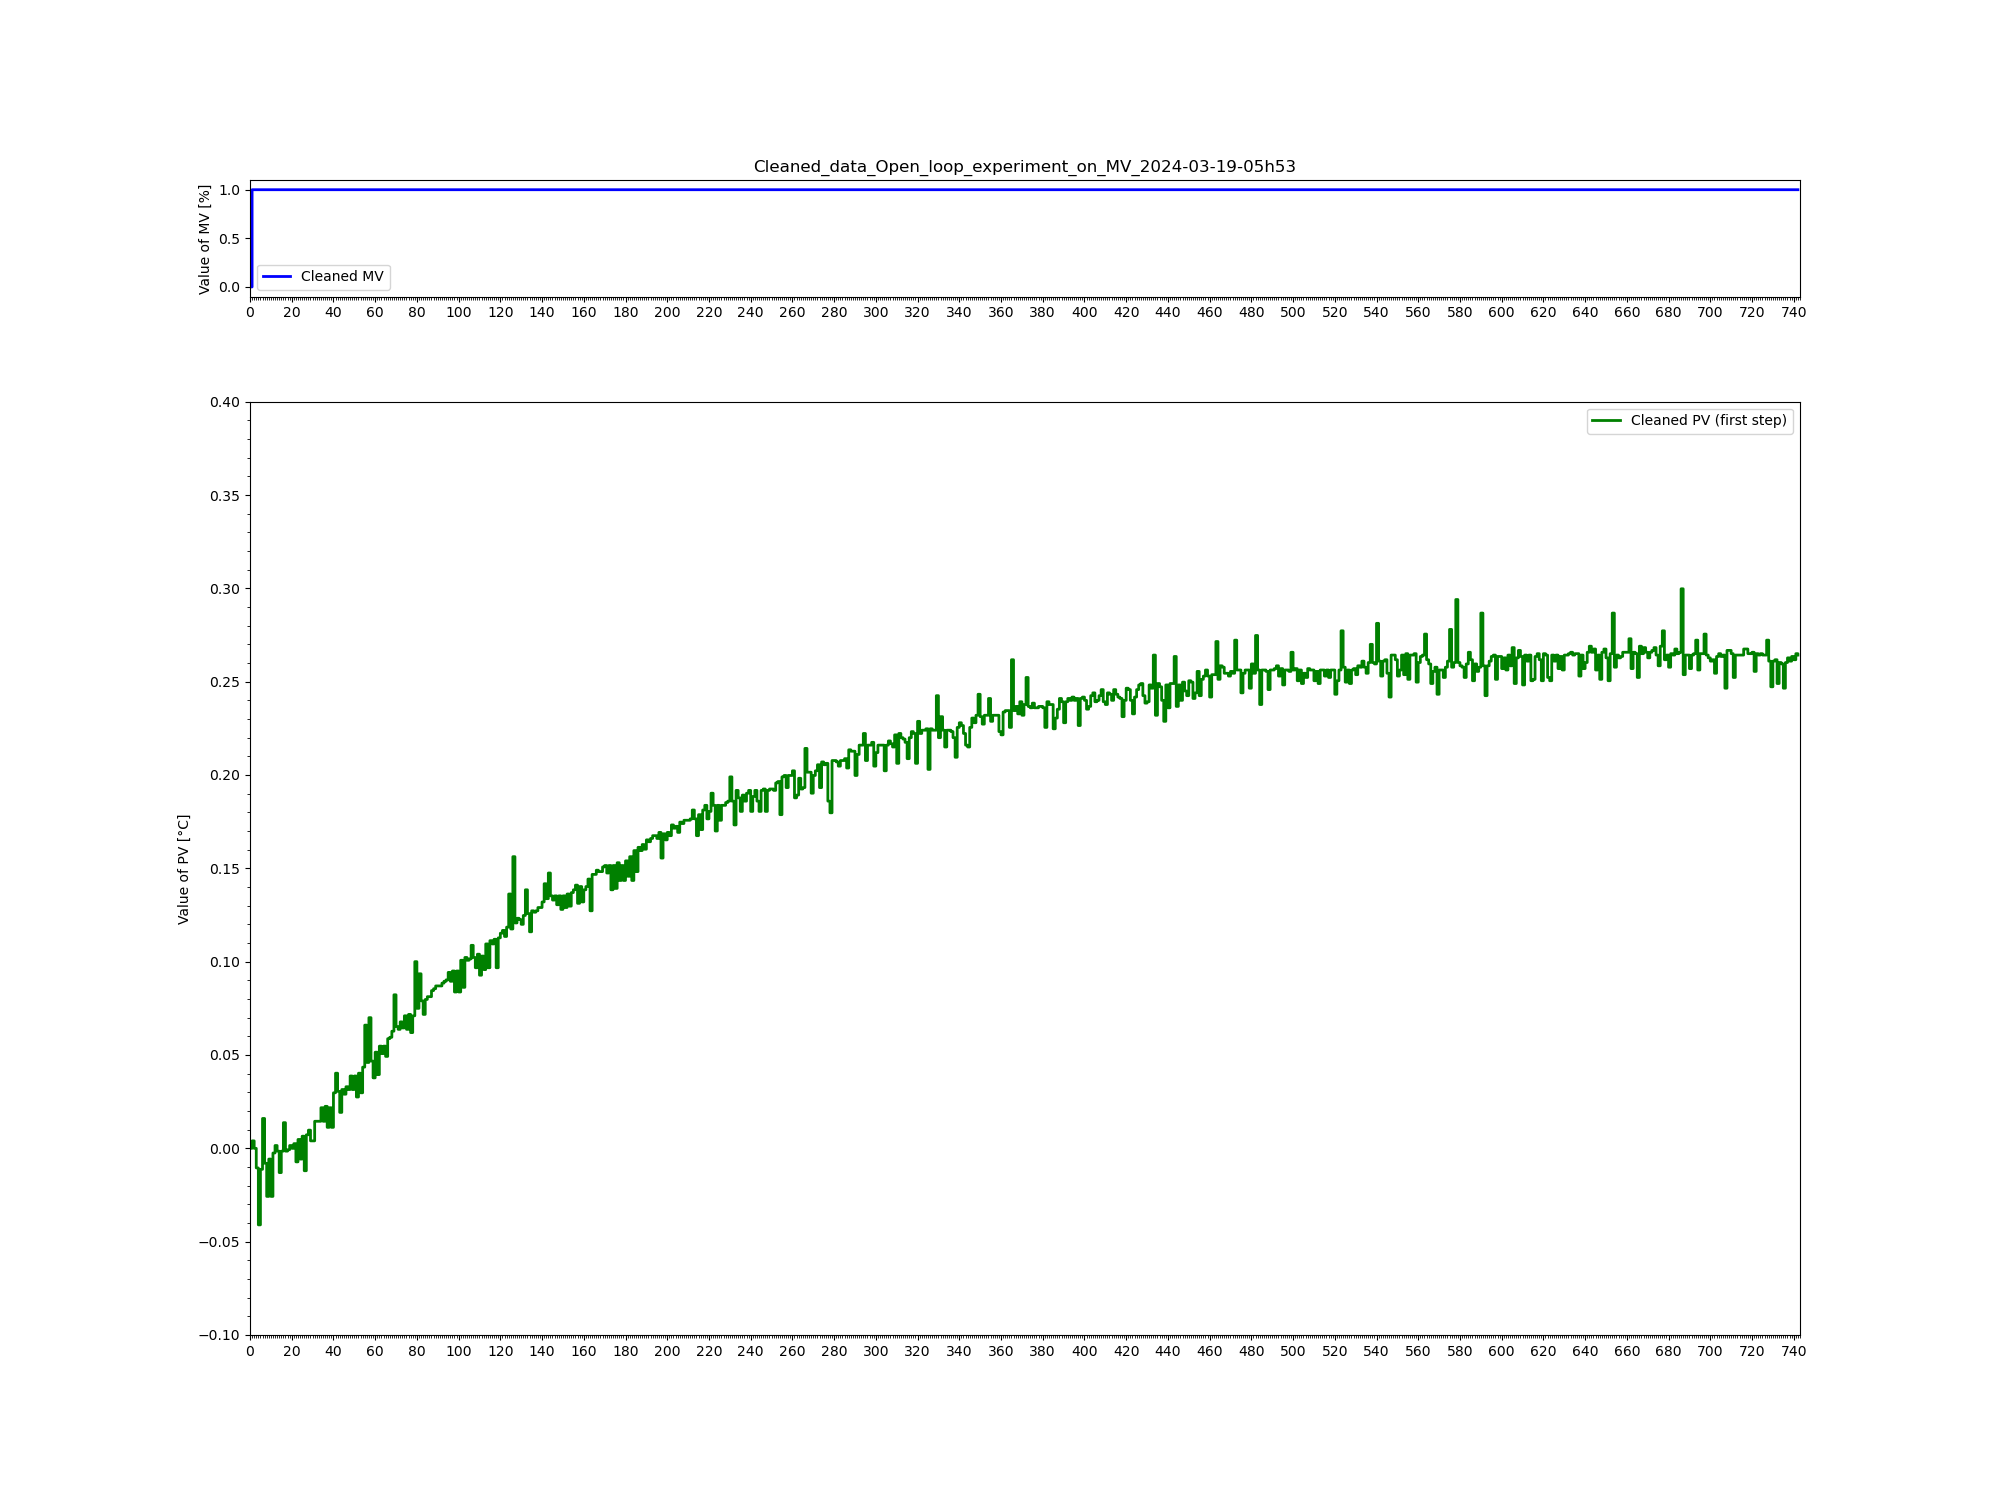 Cleaned_data_Open_loop_experiment_on_MV_2024-03-19-05h53
Value of MV [%]
1.0
0.5
0.0
Cleaned MV
0 20 40 60 80 100 120 140 160 180 200 220 240 260 280 300 320 340 360 380 400 420 440 460 480 500 520 540 560 580 600 620 640 660 680 700 720 740
Value of PV [°C]
0.40
0.35
0.30
0.25
0.20
0.15
0.10
0.05
0.00
−0.05
−0.10
Cleaned PV (first step)
0 20 40 60 80 100 120 140 160 180 200 220 240 260 280 300 320 340 360 380 400 420 440 460 480 500 520 540 560 580 600 620 640 660 680 700 720 740